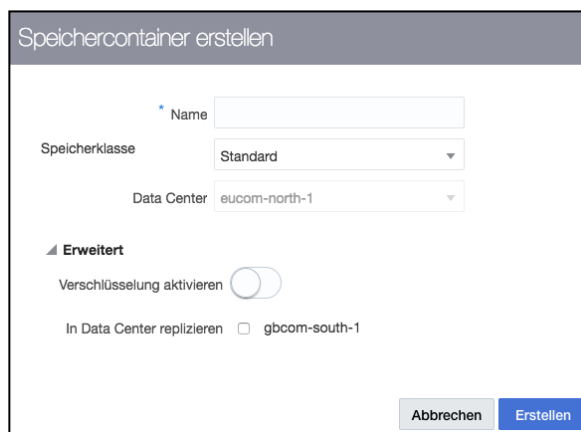 Speichercontainer erstellen
* Name
Speicherklasse Standard
Data Center eucom-north-1
Erweitert
Verschlüsselung aktivieren
In Data Center replizieren gbcom-south-1
Abbrechen Erstellen